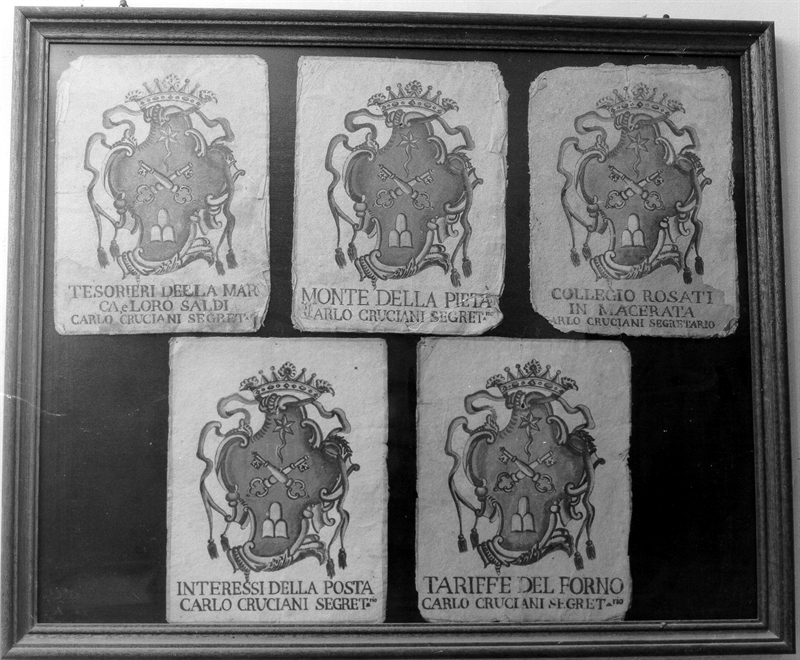 TESORIERI DELLA MAR
CA e LORO SALDI
CARLO CRUCIANI SEGRET.rio
MONTE DELLA PIETÀ
CARLO CRUCIANI SEGRET.rio
COLLEGIO ROSATI
IN MACERATA
CARLO CRUCIANI SEGRETARIO
INTERESSI DELLA POSTA
CARLO CRUCIANI SEGRET.rio
TARIFFE DEL FORNO
CARLO CRUCIANI SEGRET.rio